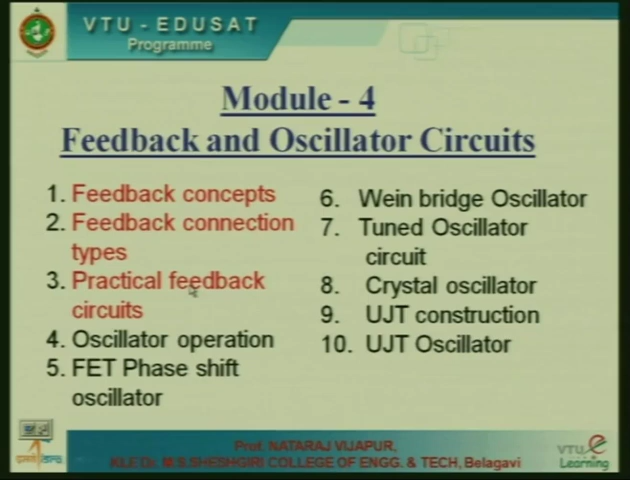 VTU - EDUSAT
Programme
Module - 4
Feedback and Oscillator Circuits
1. Feedback concepts
2. Feedback connection
types
3. Practical feedback
circuits
4. Oscillator operation
5. FET Phase shift
oscillator
6. Wein bridge Oscillator
7. Tuned Oscillator
circuit
8. Crystal oscillator
9. UJT construction
10. UJT Oscillator
Prof. NATARAJ VIJAPUR,
KLE Dr. M.S.SHESHGIRI COLLEGE OF ENGG. & TECH, Belagavi
VTU e
Learning